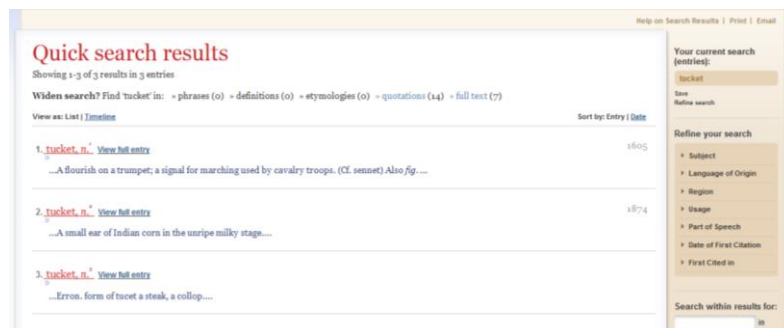 Help on Search Results | Print | Email
Quick search results
Showing 1-3 of 3 results in 3 entries
Widen search? Find 'tucket' in: » phrases (0) » definitions (0) » etymologies (0) » quotations (14) » full text (7)
View as: List | Timeline
Sort by: Entry | Date
1. tucket, n. View full entry
1605
...A flourish on a trumpet; a signal for marching used by cavalry troops. (Cf. sennet) Also fig. ...
2. tucket, n. View full entry
1874
...A small ear of Indian corn in the unripe milky stage....
3. tucket, n. View full entry
...Erron. form of tucet a steak, a collop....
Your current search
(entries):
tucket
Save
Refine search
Refine your search
Subject
Language of Origin
Region
Usage
Part of Speech
Date of First Citation
First Cited in
Search within results for:
in